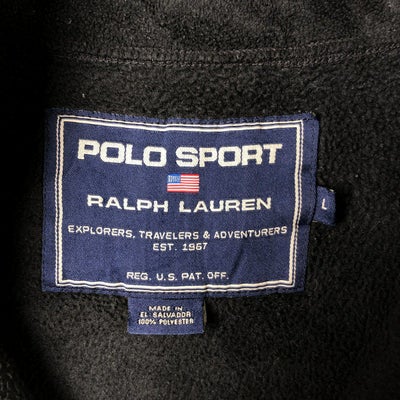 POLO SPORT
RALPH LAUREN
EXPLORERS, TRAVELERS & ADVENTURERS
EST. 1967
REG. U.S. PAT. OFF.
L
MADE IN
EL SALVADOR
100% POLYESTER